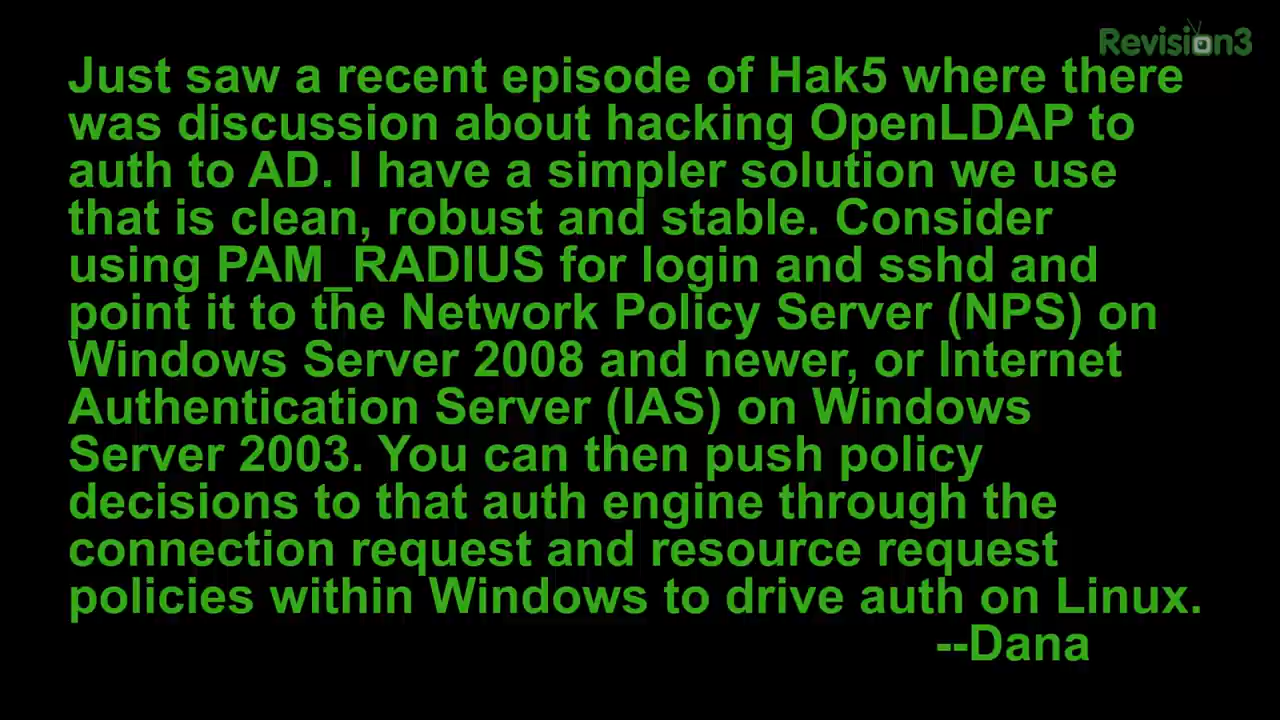 Revision3
Just saw a recent episode of Hak5 where there
was discussion about hacking OpenLDAP to
auth to AD. I have a simpler solution we use
that is clean, robust and stable. Consider
using PAM_RADIUS for login and sshd and
point it to the Network Policy Server (NPS) on
Windows Server 2008 and newer, or Internet
Authentication Server (IAS) on Windows
Server 2003. You can then push policy
decisions to that auth engine through the
connection request and resource request
policies within Windows to drive auth on Linux.
--Dana